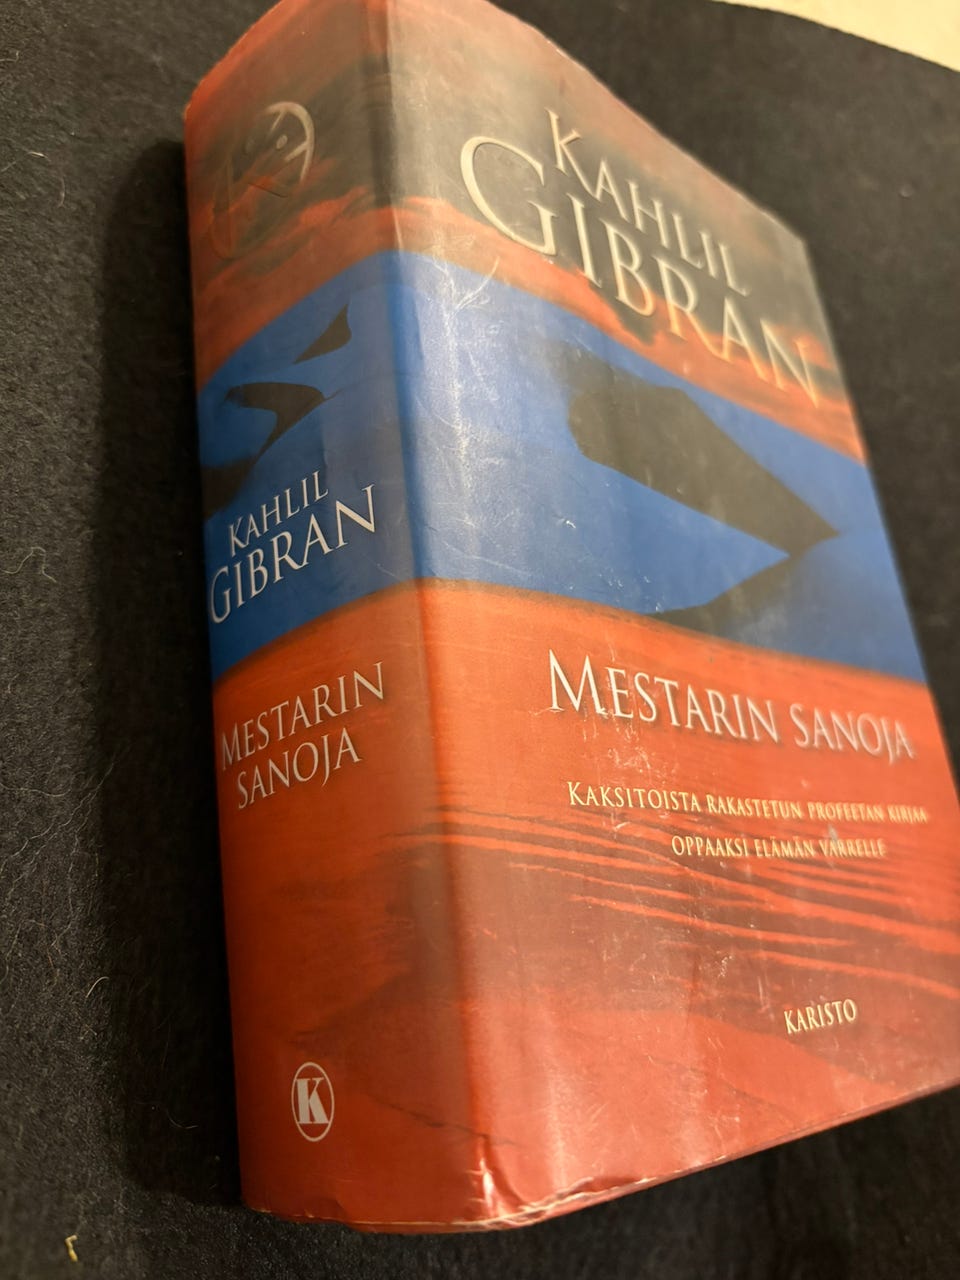 KAHLIL
GIBRAN
MESTARIN
SANOJA
K
KAHLIL
GIBRAN
MESTARIN SANOJA
KAKSITOISTA RAKASTETUN PROFEETAN KIRJAA
OPPAAKSI ELÄMÄN VARRELLE
KARISTO